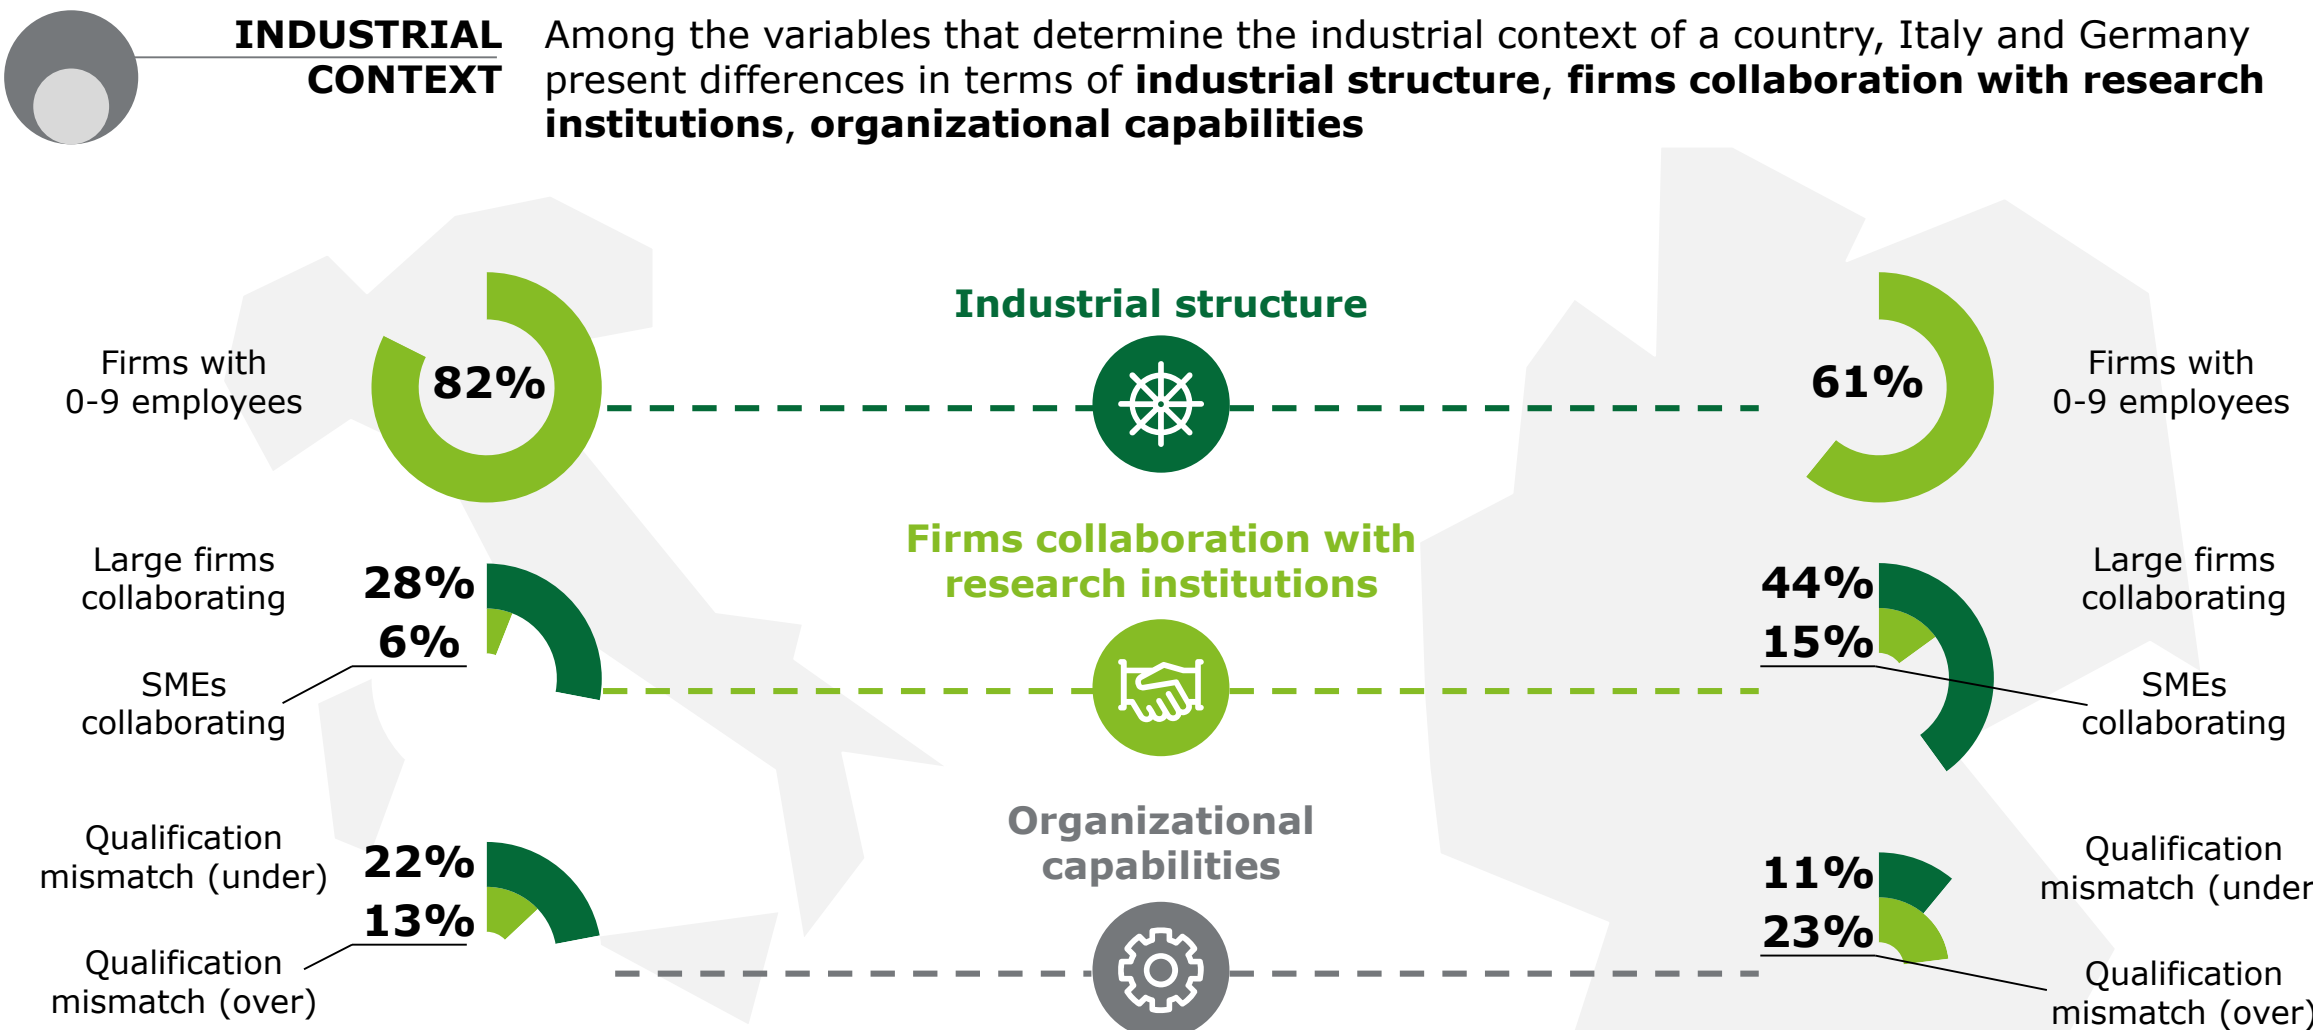 INDUSTRIAL
CONTEXT
Among the variables that determine the industrial context of a country, Italy and Germany
present differences in terms of industrial structure, firms collaboration with research
institutions, organizational capabilities
Industrial structure
Firms with
0-9 employees
82%
61%
Firms with
0-9 employees
Firms collaboration with
research institutions
Large firms
collaborating
28%
6%
SMEs
collaborating
44%
15%
Large firms
collaborating
SMEs
collaborating
Organizational
capabilities
Qualification
mismatch (under)
22%
13%
Qualification
mismatch (over)
11%
23%
Qualification
mismatch (under
Qualification
mismatch (over)